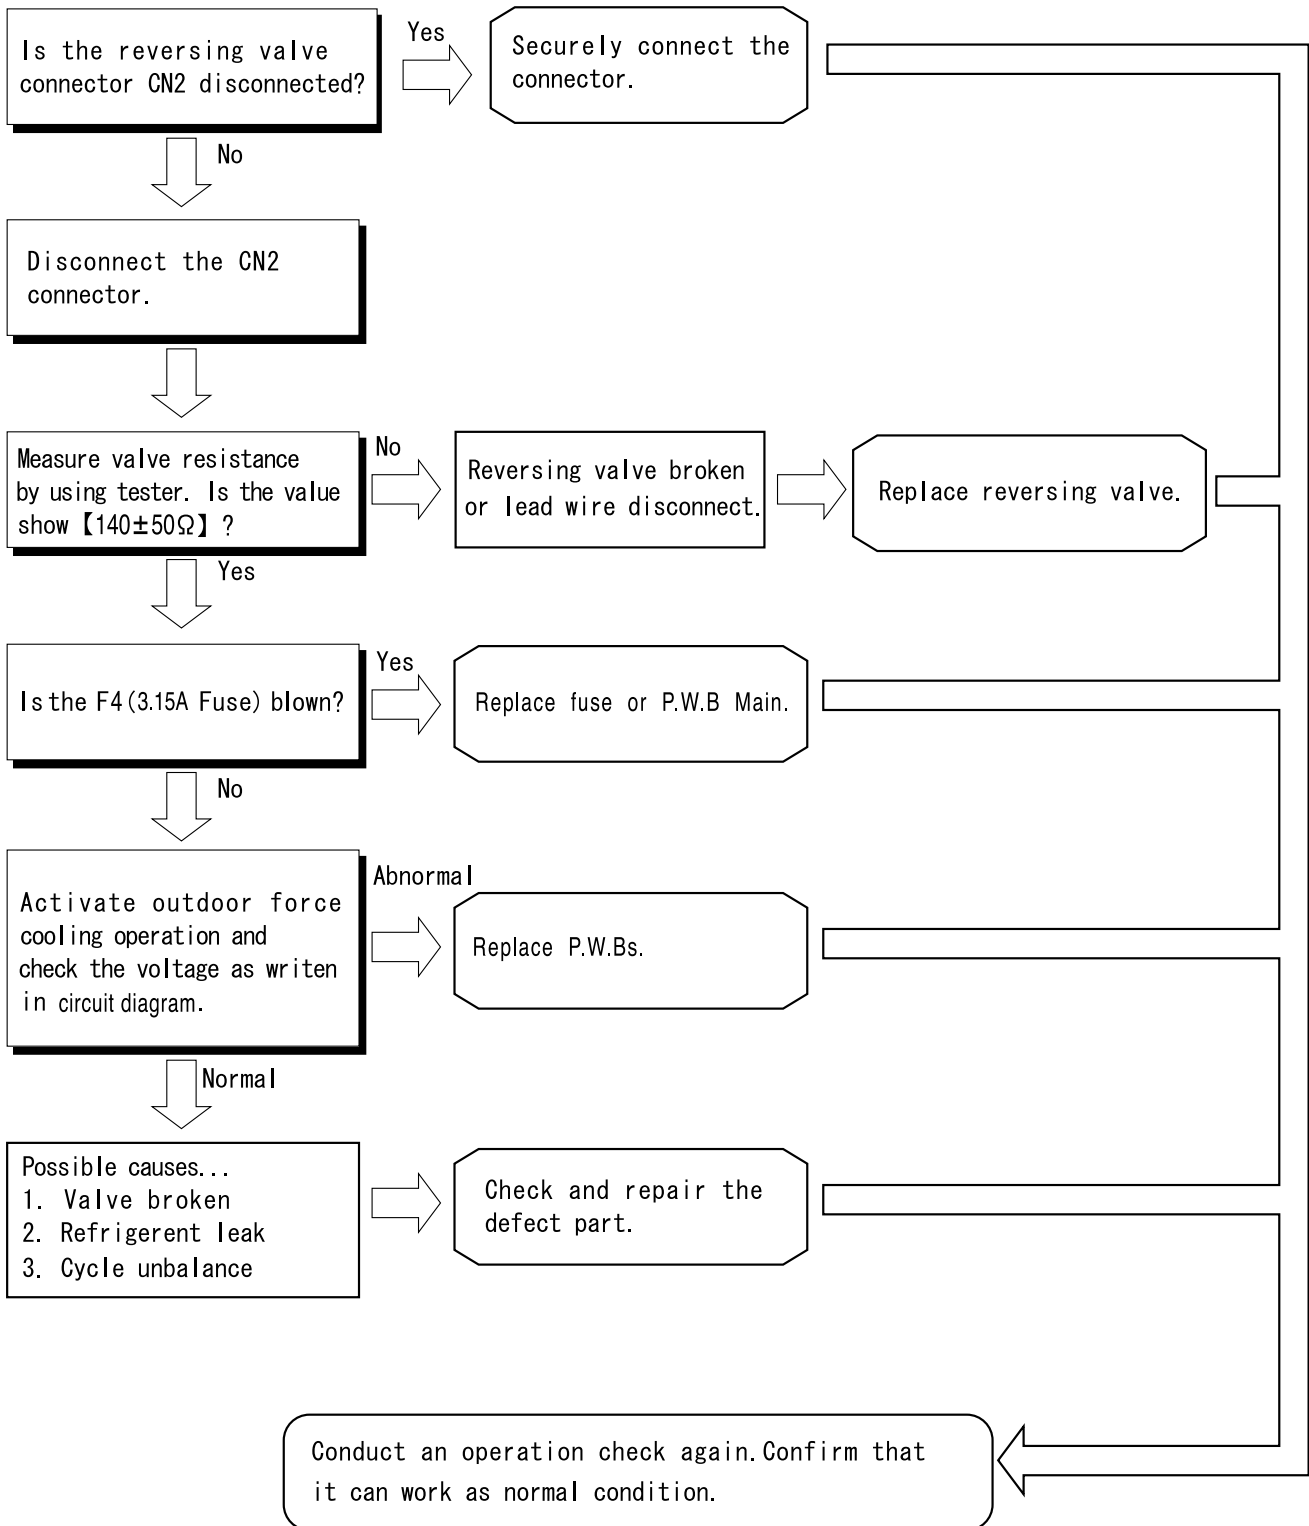 Is the reversing valve
connector CN2 disconnected?
Yes
Securely connect the
connector.
No
Disconnect the CN2
connector.
Measure valve resistance
by using tester. Is the value
show【140±50Ω】?
No
Reversing valve broken
or lead wire disconnect.
Replace reversing valve.
Yes
Is the F4(3.15A Fuse) blown?
Yes
Replace fuse or P.W.B Main.
No
Activate outdoor force
cooling operation and
check the voltage as writen
in circuit diagram.
Abnormal
Replace P.W.Bs.
Normal
Possible causes...
1. Valve broken
2. Refrigerent leak
3. Cycle unbalance
Check and repair the
defect part.
Conduct an operation check again. Confirm that
it can work as normal condition.